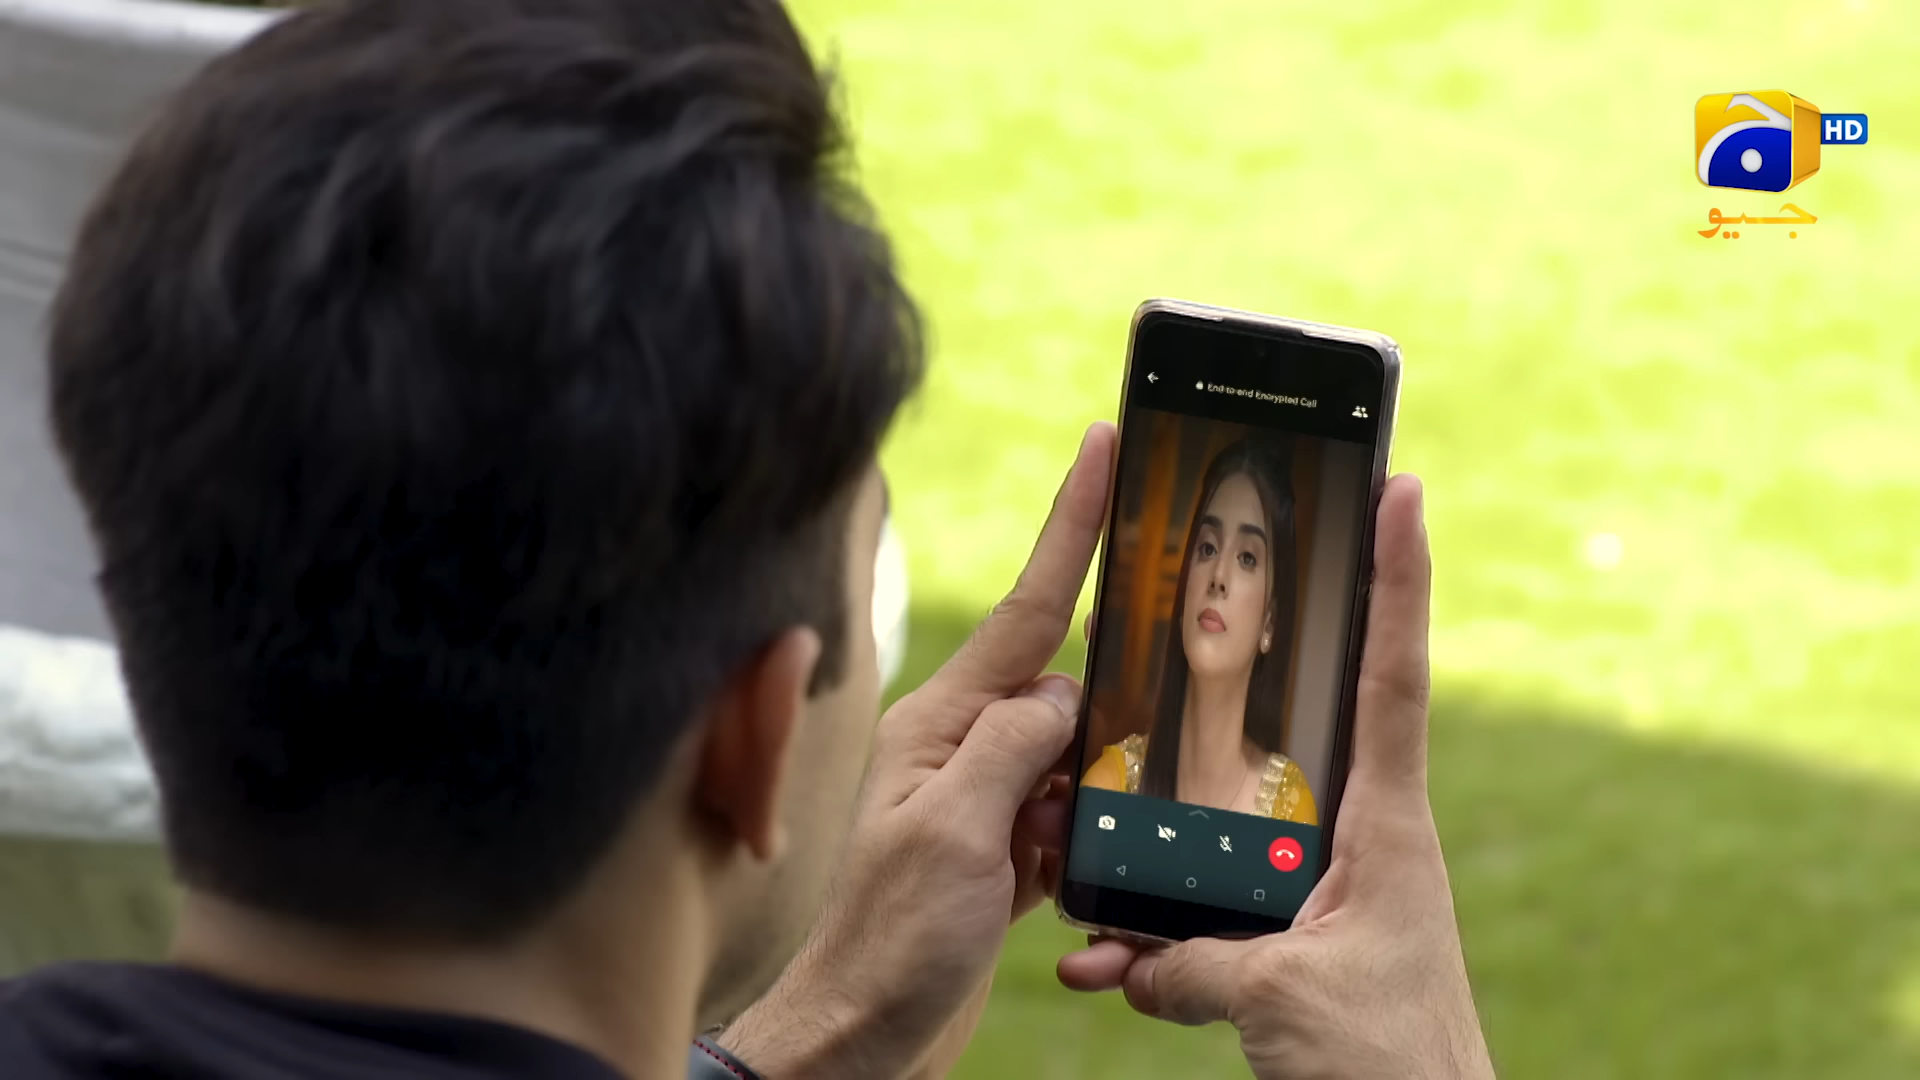 HD
جیو
End-to-end Encrypted Call